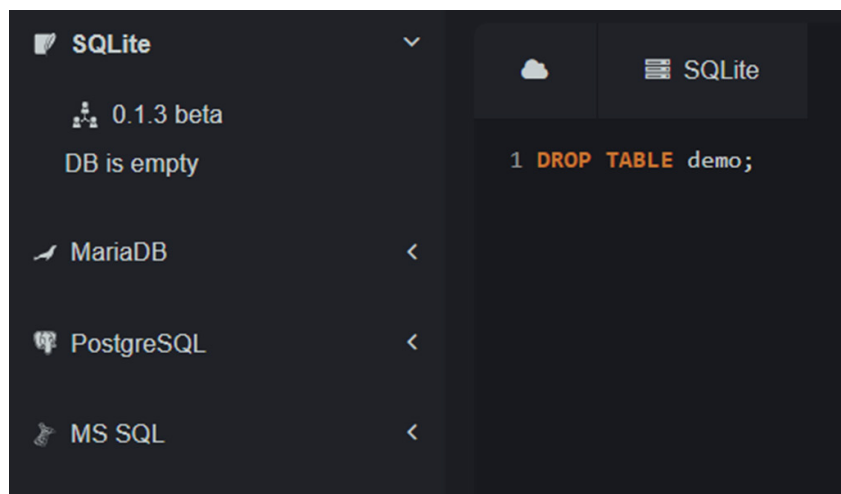 SQLite
0.1.3 beta
DB is empty
MariaDB
PostgreSQL
MS SQL
SQLite
1 DROP TABLE demo;